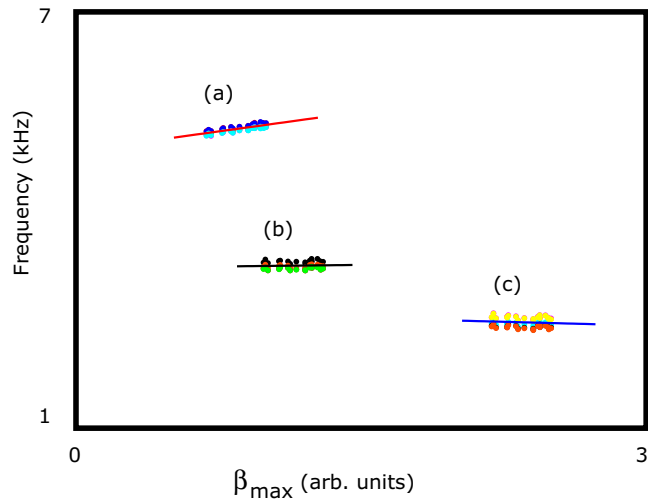 7
(a)
Frequency (kHz)
(b)
(c)
1
0
3
βmax (arb. units)